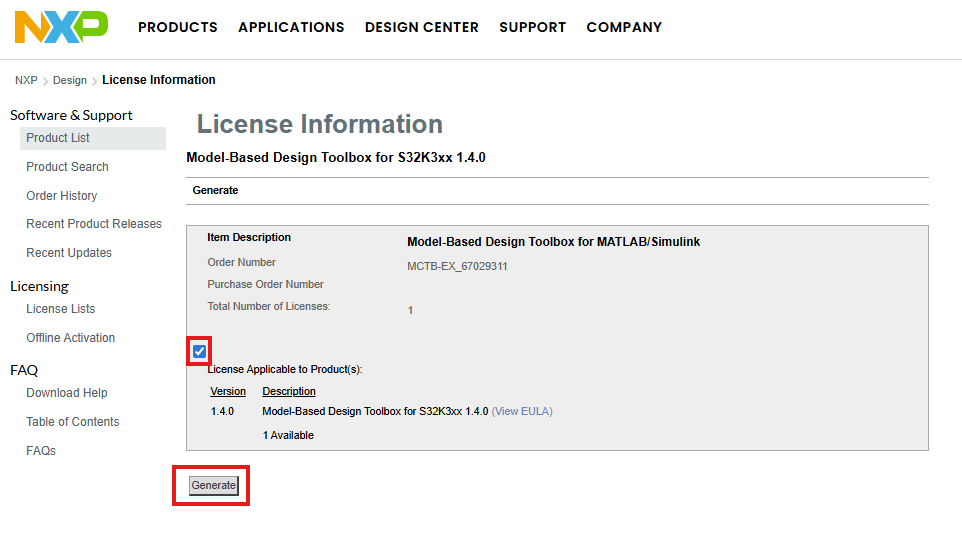 NXP
PRODUCTS APPLICATIONS DESIGN CENTER SUPPORT COMPANY
NXP > Design > License Information
Software & Support
Product List
Product Search
Order History
Recent Product Releases
Recent Updates
Licensing
License Lists
Offline Activation
FAQ
Download Help
Table of Contents
FAQs
License Information
Model-Based Design Toolbox for S32K3xx 1.4.0
Generate
Item Description Model-Based Design Toolbox for MATLAB/Simulink
Order Number MCTB-EX_67029311
Purchase Order Number
Total Number of Licenses: 1
License Applicable to Product(s):
Version Description
1.4.0 Model-Based Design Toolbox for S32K3xx 1.4.0 (View EULA)
1 Available
Generate